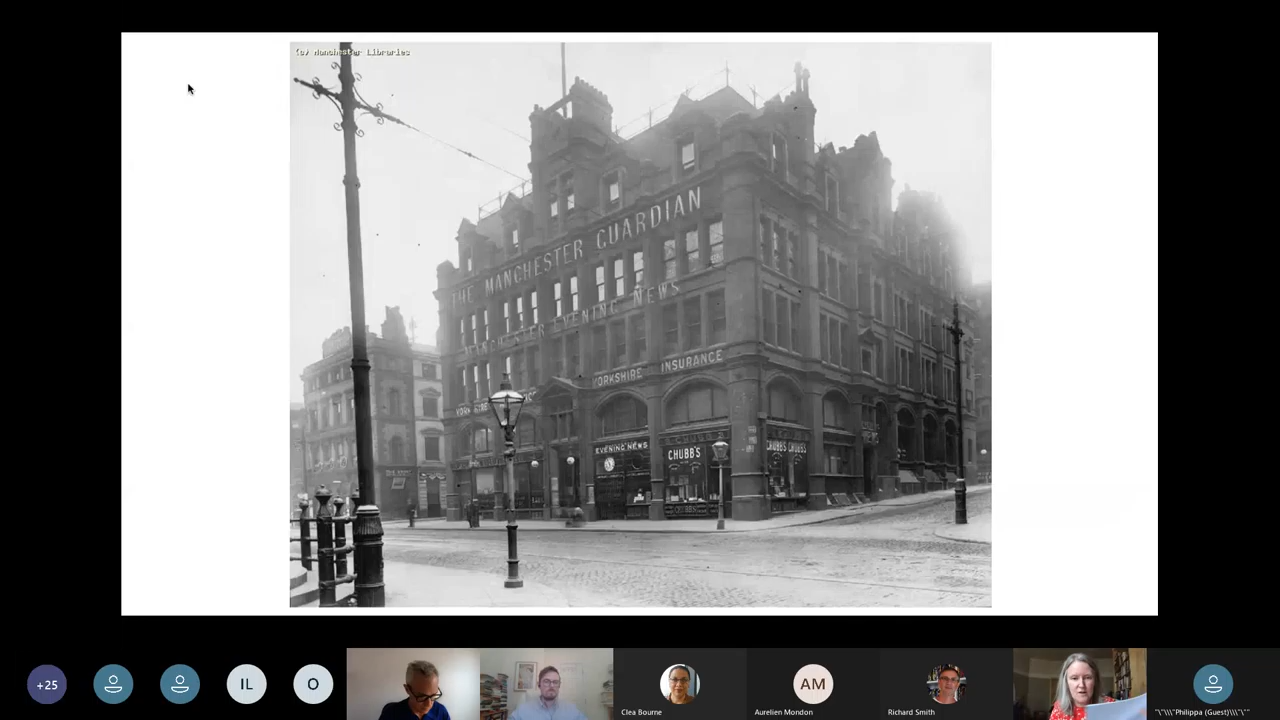 (c) Manchester Libraries
THE MANCHESTER GUARDIAN
MANCHESTER EVENING NEWS
YORKSHIRE INSURANCE
EVENING NEWS
CHUBB'S
CHUBB'S CHUBB'S
+25
IL
O
Clea Bourne
AM
Aurelien Mondon
Richard Smith
"\"\\\"Philippa (Guest)\\\"\""